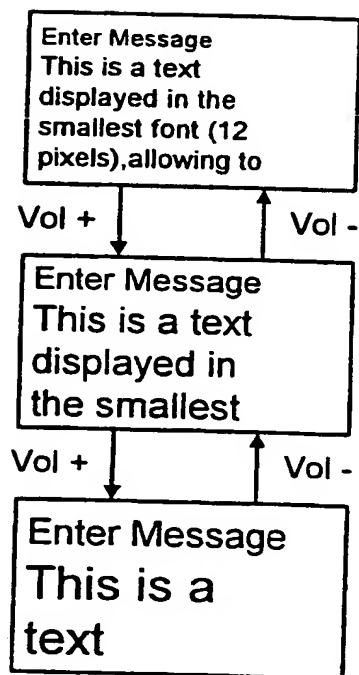 Enter Message
This is a text
displayed in the
smallest font (12
pixels),allowing to
Vol +
Vol -
Enter Message
This is a text
displayed in
the smallest
Vol +
Vol -
Enter Message
This is a
text